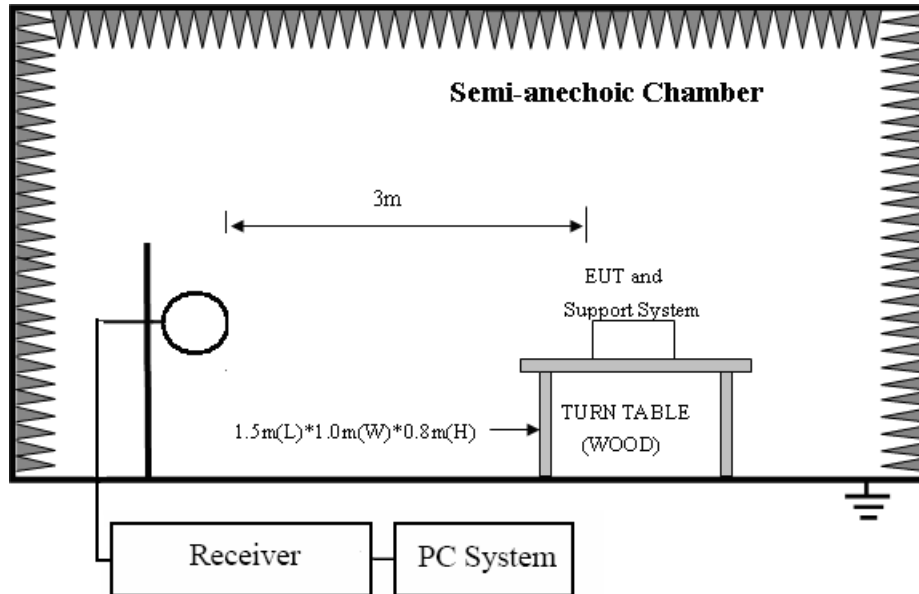 Semi-anechoic Chamber
3m
EUT and
Support System
1.5m(L)*1.0m(W)*0.8m(H)
TURN TABLE
(WOOD)
Receiver
PC System